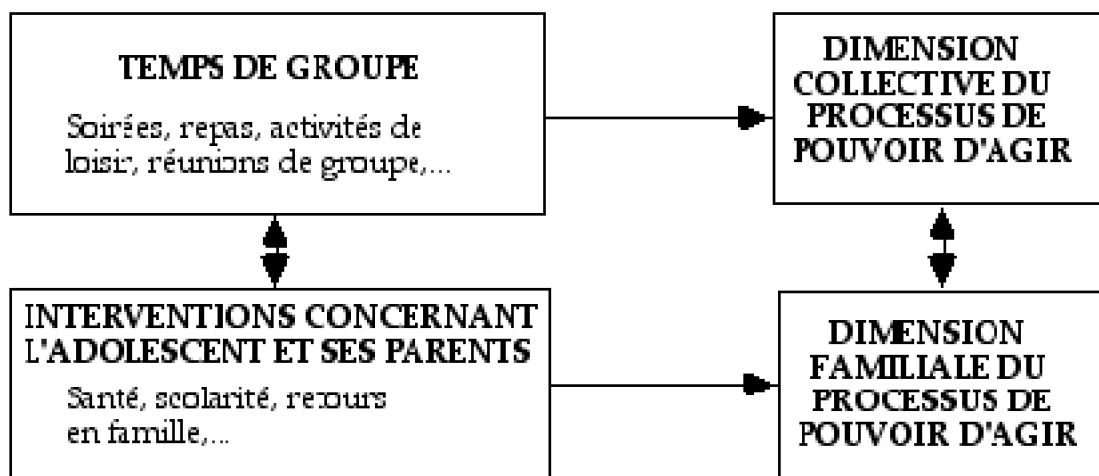 TEMPS DE GROUPE
Soirées, repas, activités de
loisir, réunions de groupe,...
DIMENSION
COLLECTIVE DU
PROCESSUS DE
POUVOIR D'AGIR
INTERVENTIONS CONCERNANT
L'ADOLESCENT ET SES PARENTS
Santé, scolarité, retours
en famille,...
DIMENSION
FAMILIALE DU
PROCESSUS DE
POUVOIR D'AGIR